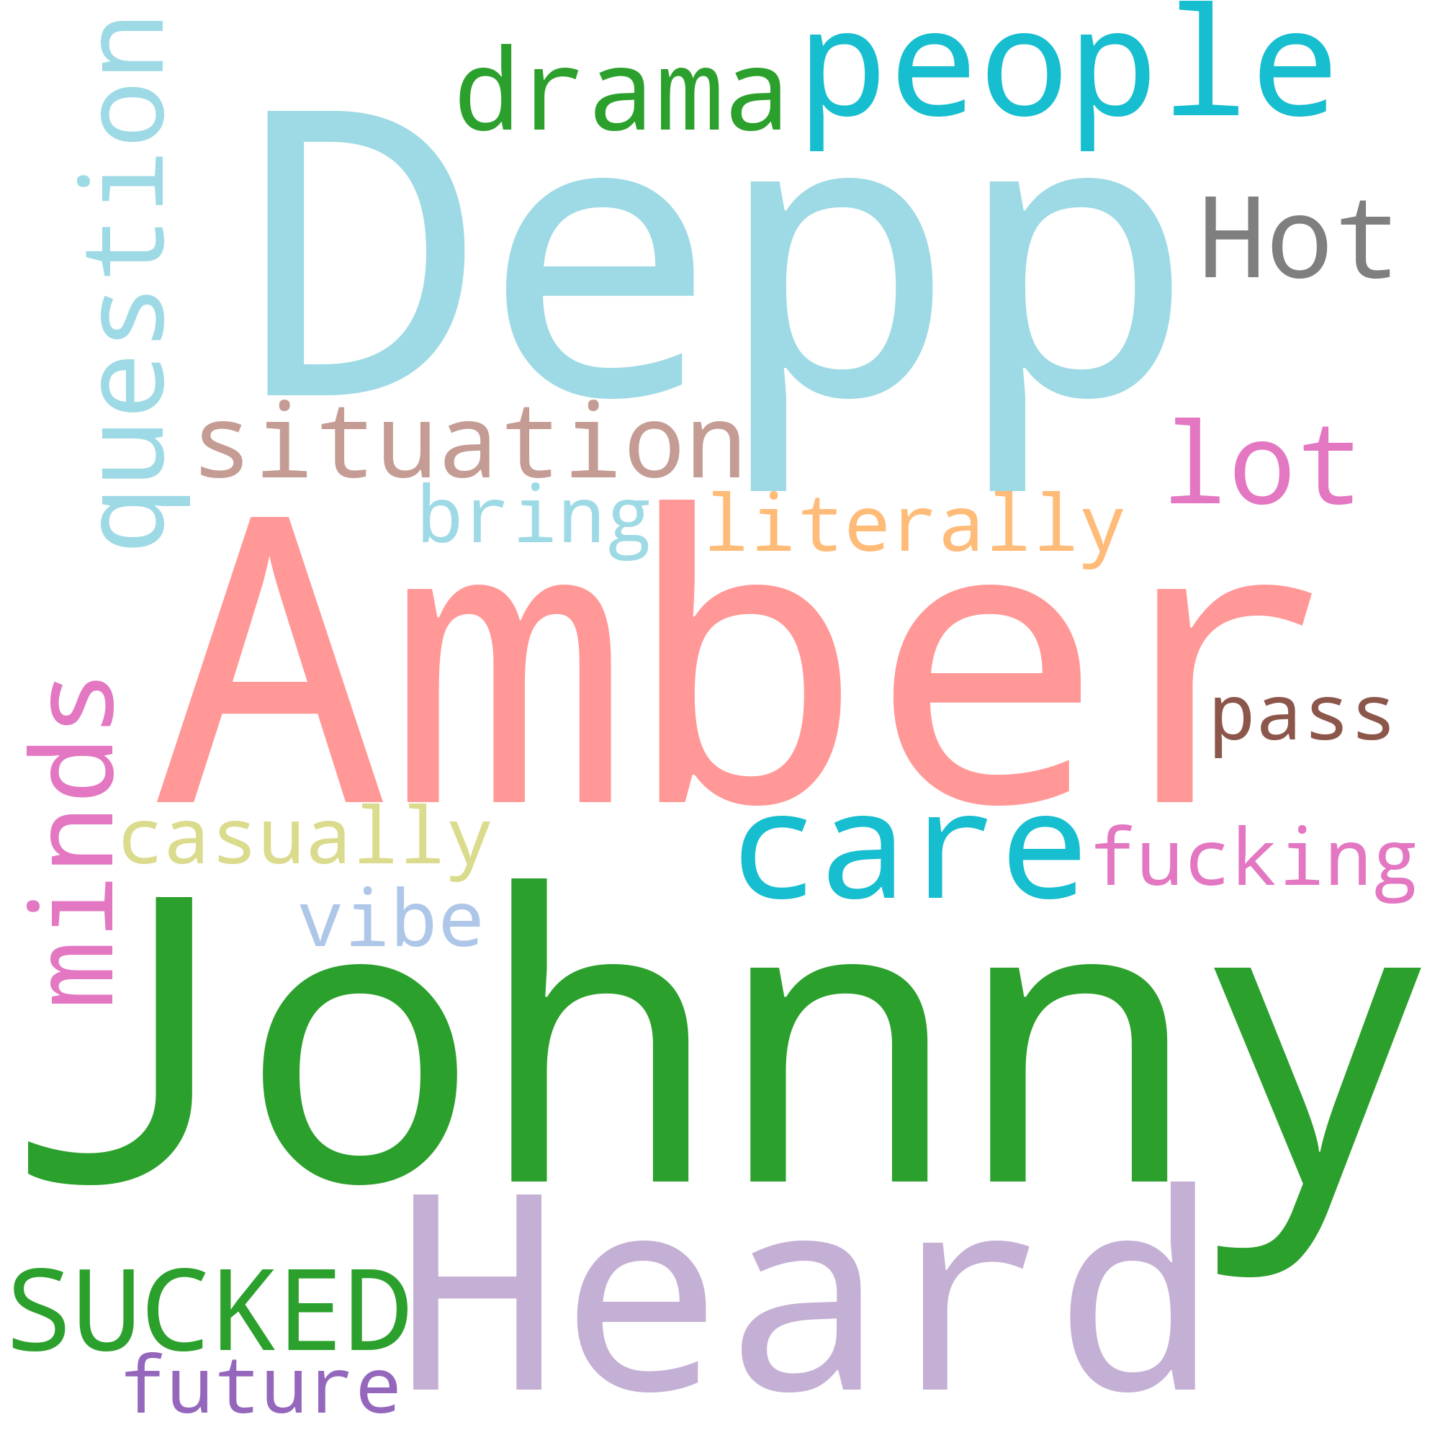 people
drama
question
Depp
Hot
situation
lot
bring
literally
Amber
minds
pass
casually
care
fucking
vibe
Johnny
Heard
SUCKED
future